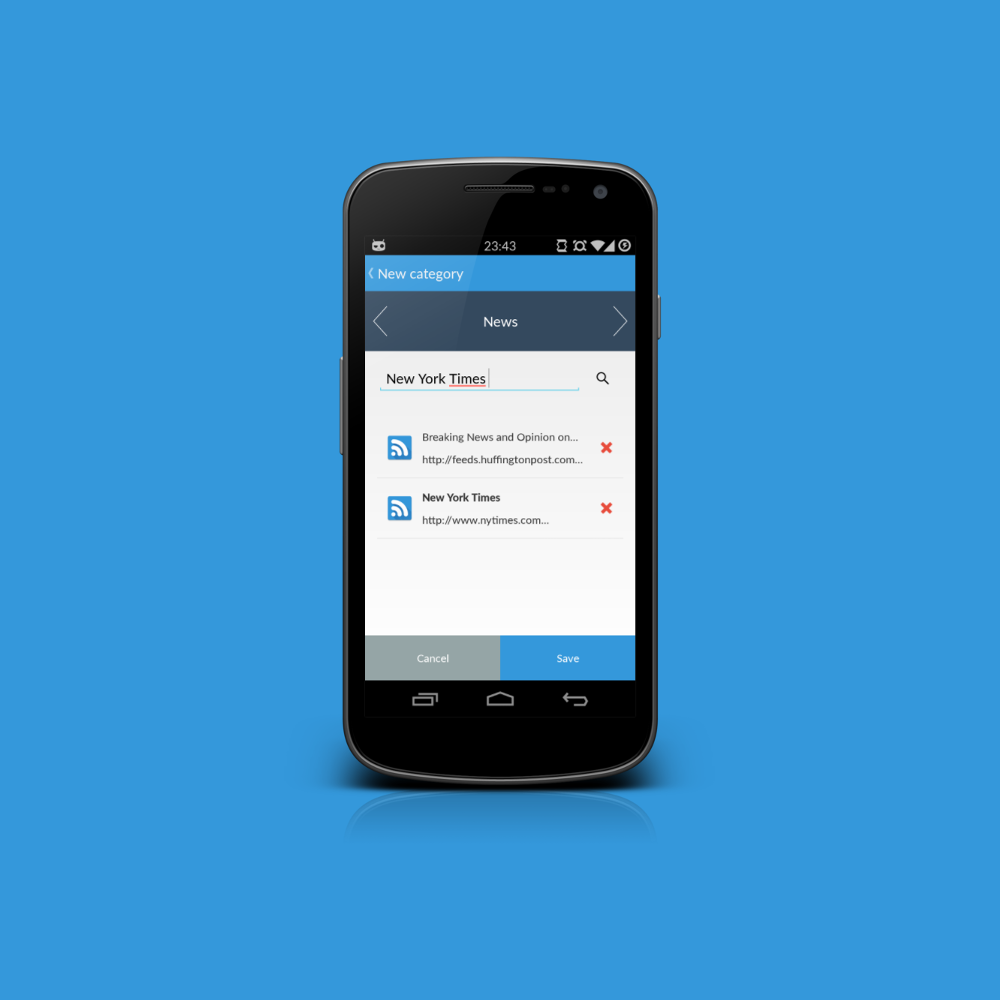 23:43
New category
News
New York Times
Breaking News and Opinion on...
http://feeds.huffingtonpost.com...
New York Times
http://www.nytimes.com...
Cancel
Save